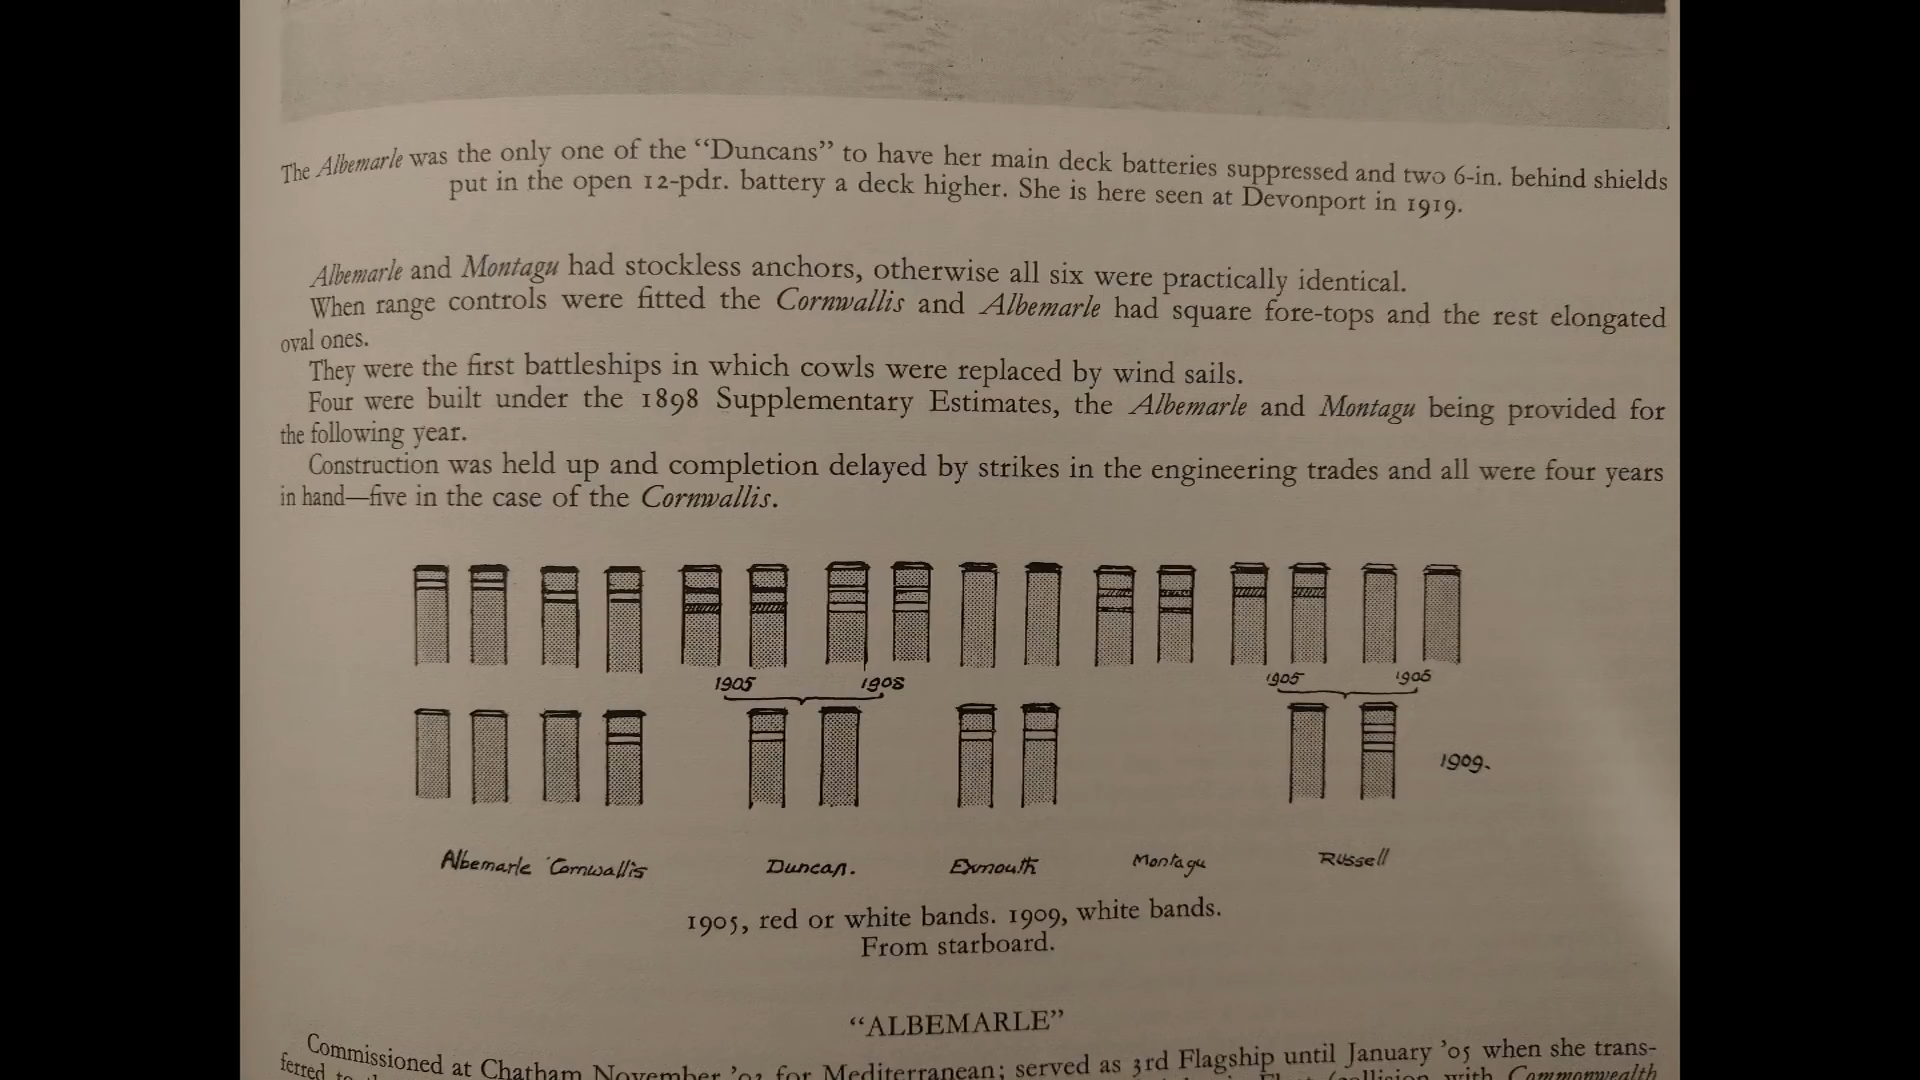 The Albemarle was the only one of the “Duncans” to have her main deck batteries suppressed and two 6-in. behind shields
put in the open 12-pdr. battery a deck higher. She is here seen at Devonport in 1919.
Albemarle and Montagu had stockless anchors, otherwise all six were practically identical.
When range controls were fitted the Cornwallis and Albemarle had square fore-tops and the rest elongated
oval ones.
They were the first battleships in which cowls were replaced by wind sails.
Four were built under the 1898 Supplementary Estimates, the Albemarle and Montagu being provided for
the following year.
Construction was held up and completion delayed by strikes in the engineering trades and all were four years
in hand—five in the case of the Cornwallis.
1905 1908 1905
1909.
Albemarle Cornwallis Duncan. Exmouth Montagu Russell
1905, red or white bands. 1909, white bands.
From starboard.
“ALBEMARLE”
Commissioned at Chatham November for Mediterranean; served as 3rd Flagship until January ’05 when she trans-
ferred to with Commonwealth